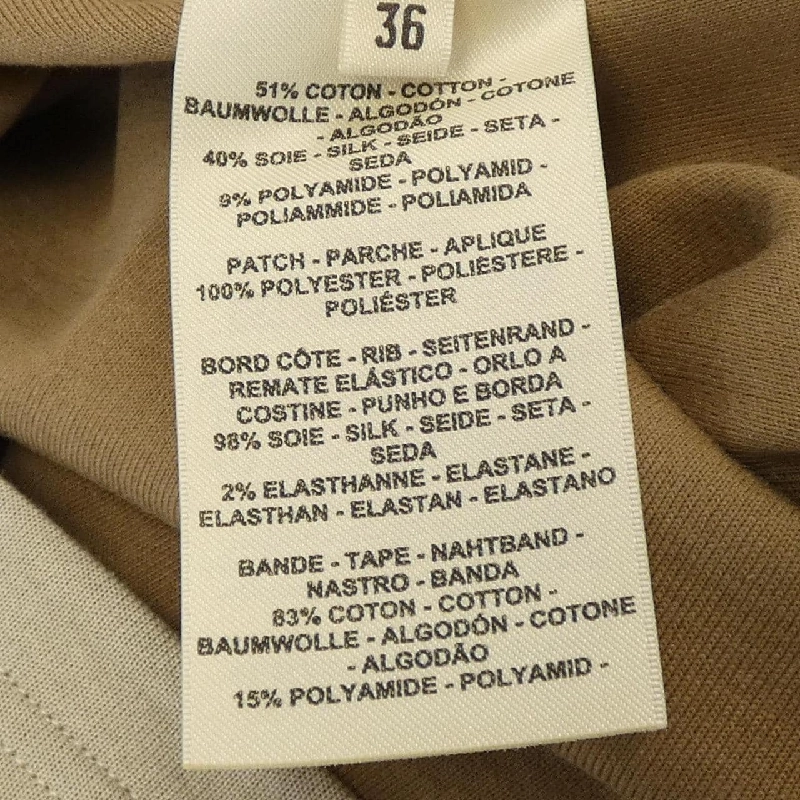 36
51% COTON - COTTON -
BAUMWOLLE - ALGODÓN - COTONE
- ALGODÃO
40% SOIE - SILK - SEIDE - SETA -
SEDA
9% POLYAMIDE - POLYAMID -
POLIAMMIDE - POLIAMIDA
PATCH - PARCHE - APLIQUE
100% POLYESTER - POLIÉSTERE -
POLIÉSTER
BORD CÔTE - RIB - SEITENRAND -
REMATE ELÁSTICO - ORLO A
COSTINE - PUNHO E BORDA
98% SOIE - SILK - SEIDE - SETA -
SEDA
2% ELASTHANNE - ELASTANE -
ELASTHAN - ELASTAN - ELASTANO
BANDE - TAPE - NAHTBAND -
NASTRO - BANDA
83% COTON - COTTON -
BAUMWOLLE - ALGODÓN - COTONE
- ALGODÃO
15% POLYAMIDE - POLYAMID -